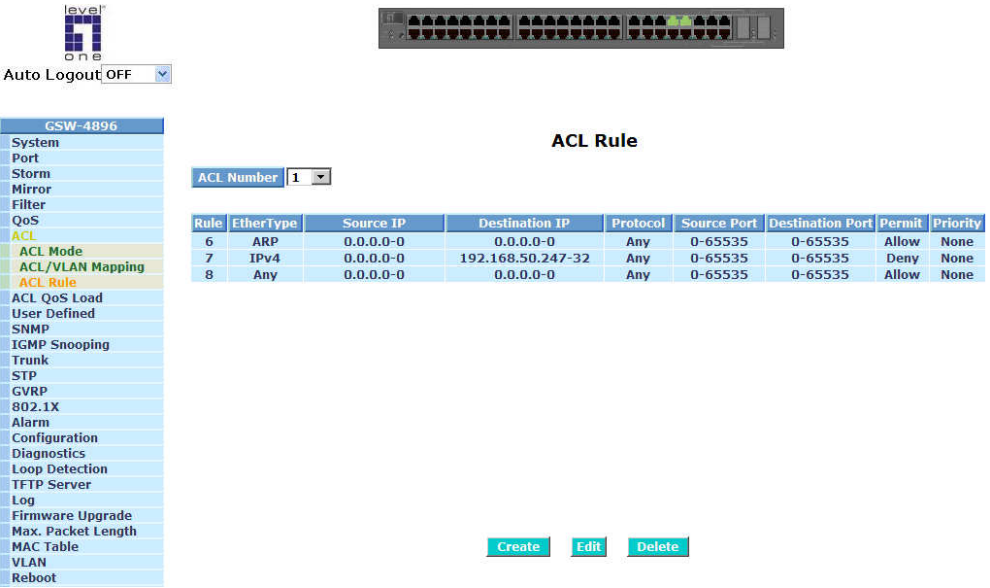 level
one
Auto Logout OFF
GSW-4896
System
Port
Storm
Mirror
Filter
QoS
ACL
ACL Mode
ACL/VLAN Mapping
ACL Rule
ACL QoS Load
User Defined
SNMP
IGMP Snooping
Trunk
STP
GVRP
802.1X
Alarm
Configuration
Diagnostics
Loop Detection
TFTP Server
Log
Firmware Upgrade
Max. Packet Length
MAC Table
VLAN
Reboot
ACL Rule
ACL Number 1
Rule EtherType Source IP Destination IP Protocol Source Port Destination Port Permit Priority
6 ARP 0.0.0.0-0 0.0.0.0-0 Any 0-65535 0-65535 Allow None
7 IPv4 0.0.0.0-0 192.168.50.247-32 Any 0-65535 0-65535 Deny None
8 Any 0.0.0.0-0 0.0.0.0-0 Any 0-65535 0-65535 Allow None
Create Edit Delete